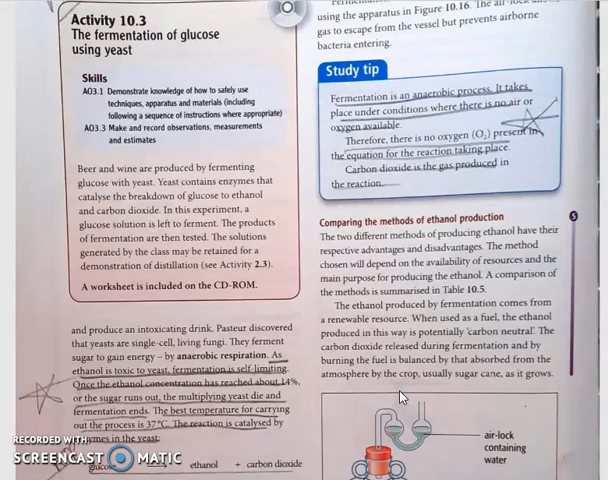 Activity 10.3
The fermentation of glucose
using yeast
Skills
AO3.1 Demonstrate knowledge of how to safely use
techniques, apparatus and materials (including
following a sequence of instructions where appropriate)
AO3.3 Make and record observations, measurements
and estimates
Beer and wine are produced by fermenting
glucose with yeast. Yeast contains enzymes that
catalyse the breakdown of glucose to ethanol
and carbon dioxide. In this experiment, a
glucose solution is left to ferment. The products
of fermentation are then tested. The solutions
generated by the class may be retained for a
demonstration of distillation (see Activity 2.3).
A worksheet is included on the CD-ROM.
and produce an intoxicating drink. Pasteur discovered
that yeasts are single-cell, living fungi. They ferment
sugar to gain energy – by anaerobic respiration. As
ethanol is toxic to yeast, fermentation is self-limiting.
Once the ethanol concentration has reached about 14%,
or the sugar runs out, the multiplying yeast die and
fermentation ends. The best temperature for carrying
out the process is 37°C. The reaction is catalysed by
enzymes in the yeast:
glucose ethanol + carbon dioxide
using the apparatus in Figure 10.16. The air-lock
gas to escape from the vessel but prevents airborne
bacteria entering.
Study tip
Fermentation is an anaerobic process. It takes
place under conditions where there is no air or
oxygen available.
Therefore, there is no oxygen (O2) present in
the equation for the reaction taking place.
Carbon dioxide is the gas produced in
the reaction.
Comparing the methods of ethanol production
The two different methods of producing ethanol have their
respective advantages and disadvantages. The method
chosen will depend on the availability of resources and the
main purpose for producing the ethanol. A comparison of
the methods is summarised in Table 10.5.
The ethanol produced by fermentation comes from
a renewable resource. When used as a fuel, the ethanol
produced in this way is potentially 'carbon neutral'. The
carbon dioxide released during fermentation and by
burning the fuel is balanced by that absorbed from the
atmosphere by the crop, usually sugar cane, as it grows.
S
air-lock
containing
water
RECORDED WITH
SCREENCAST MATIC